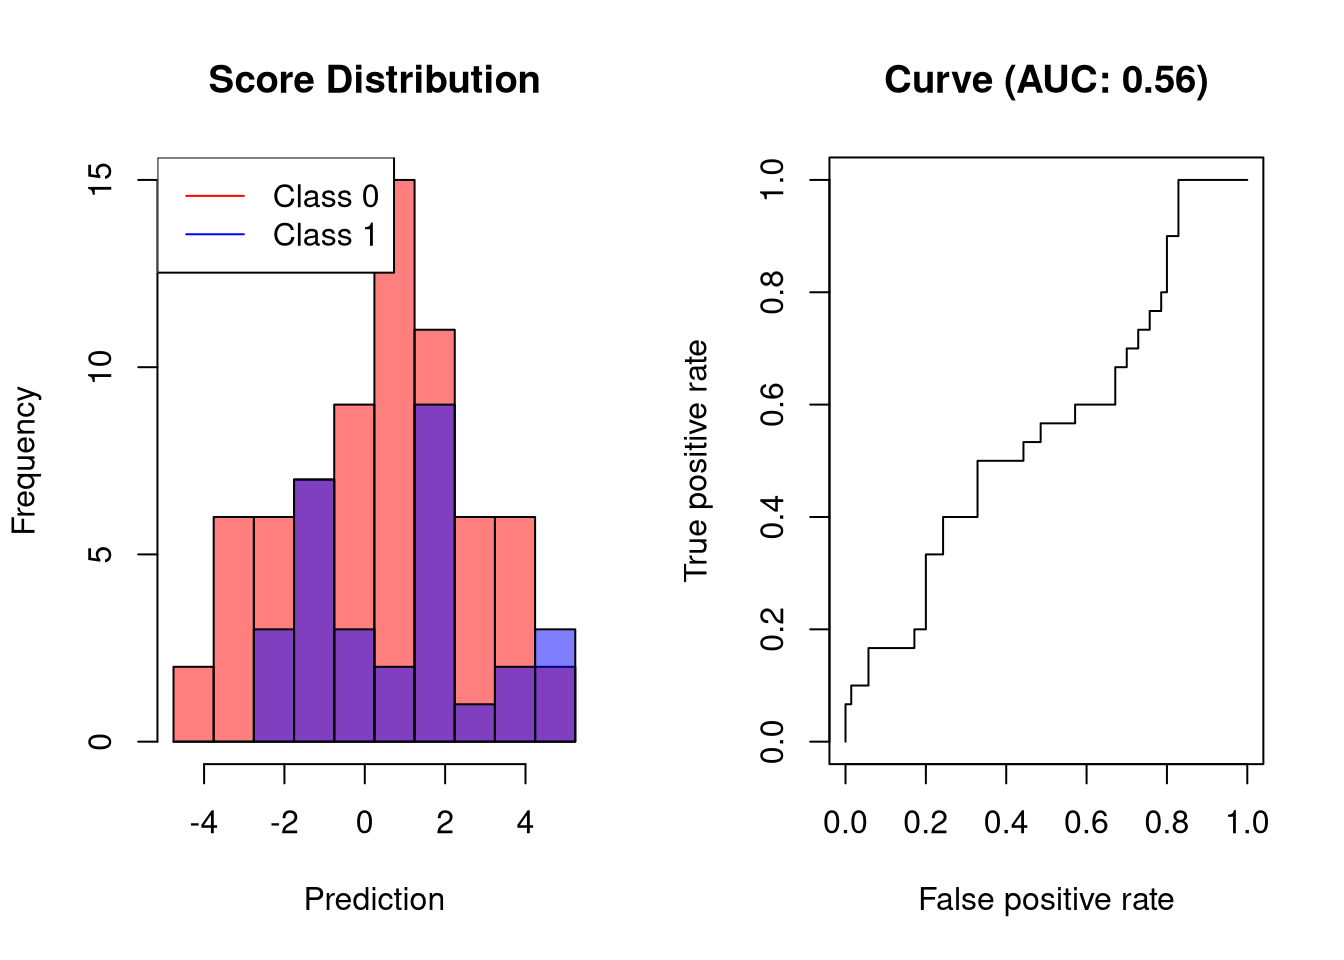 Score Distribution
Class 0
Class 1
Frequency
0
5
10
15
-4
-2
0
2
4
Prediction
Curve (AUC: 0.56)
True positive rate
0.0
0.2
0.4
0.6
0.8
1.0
0.0
0.2
0.4
0.6
0.8
1.0
False positive rate